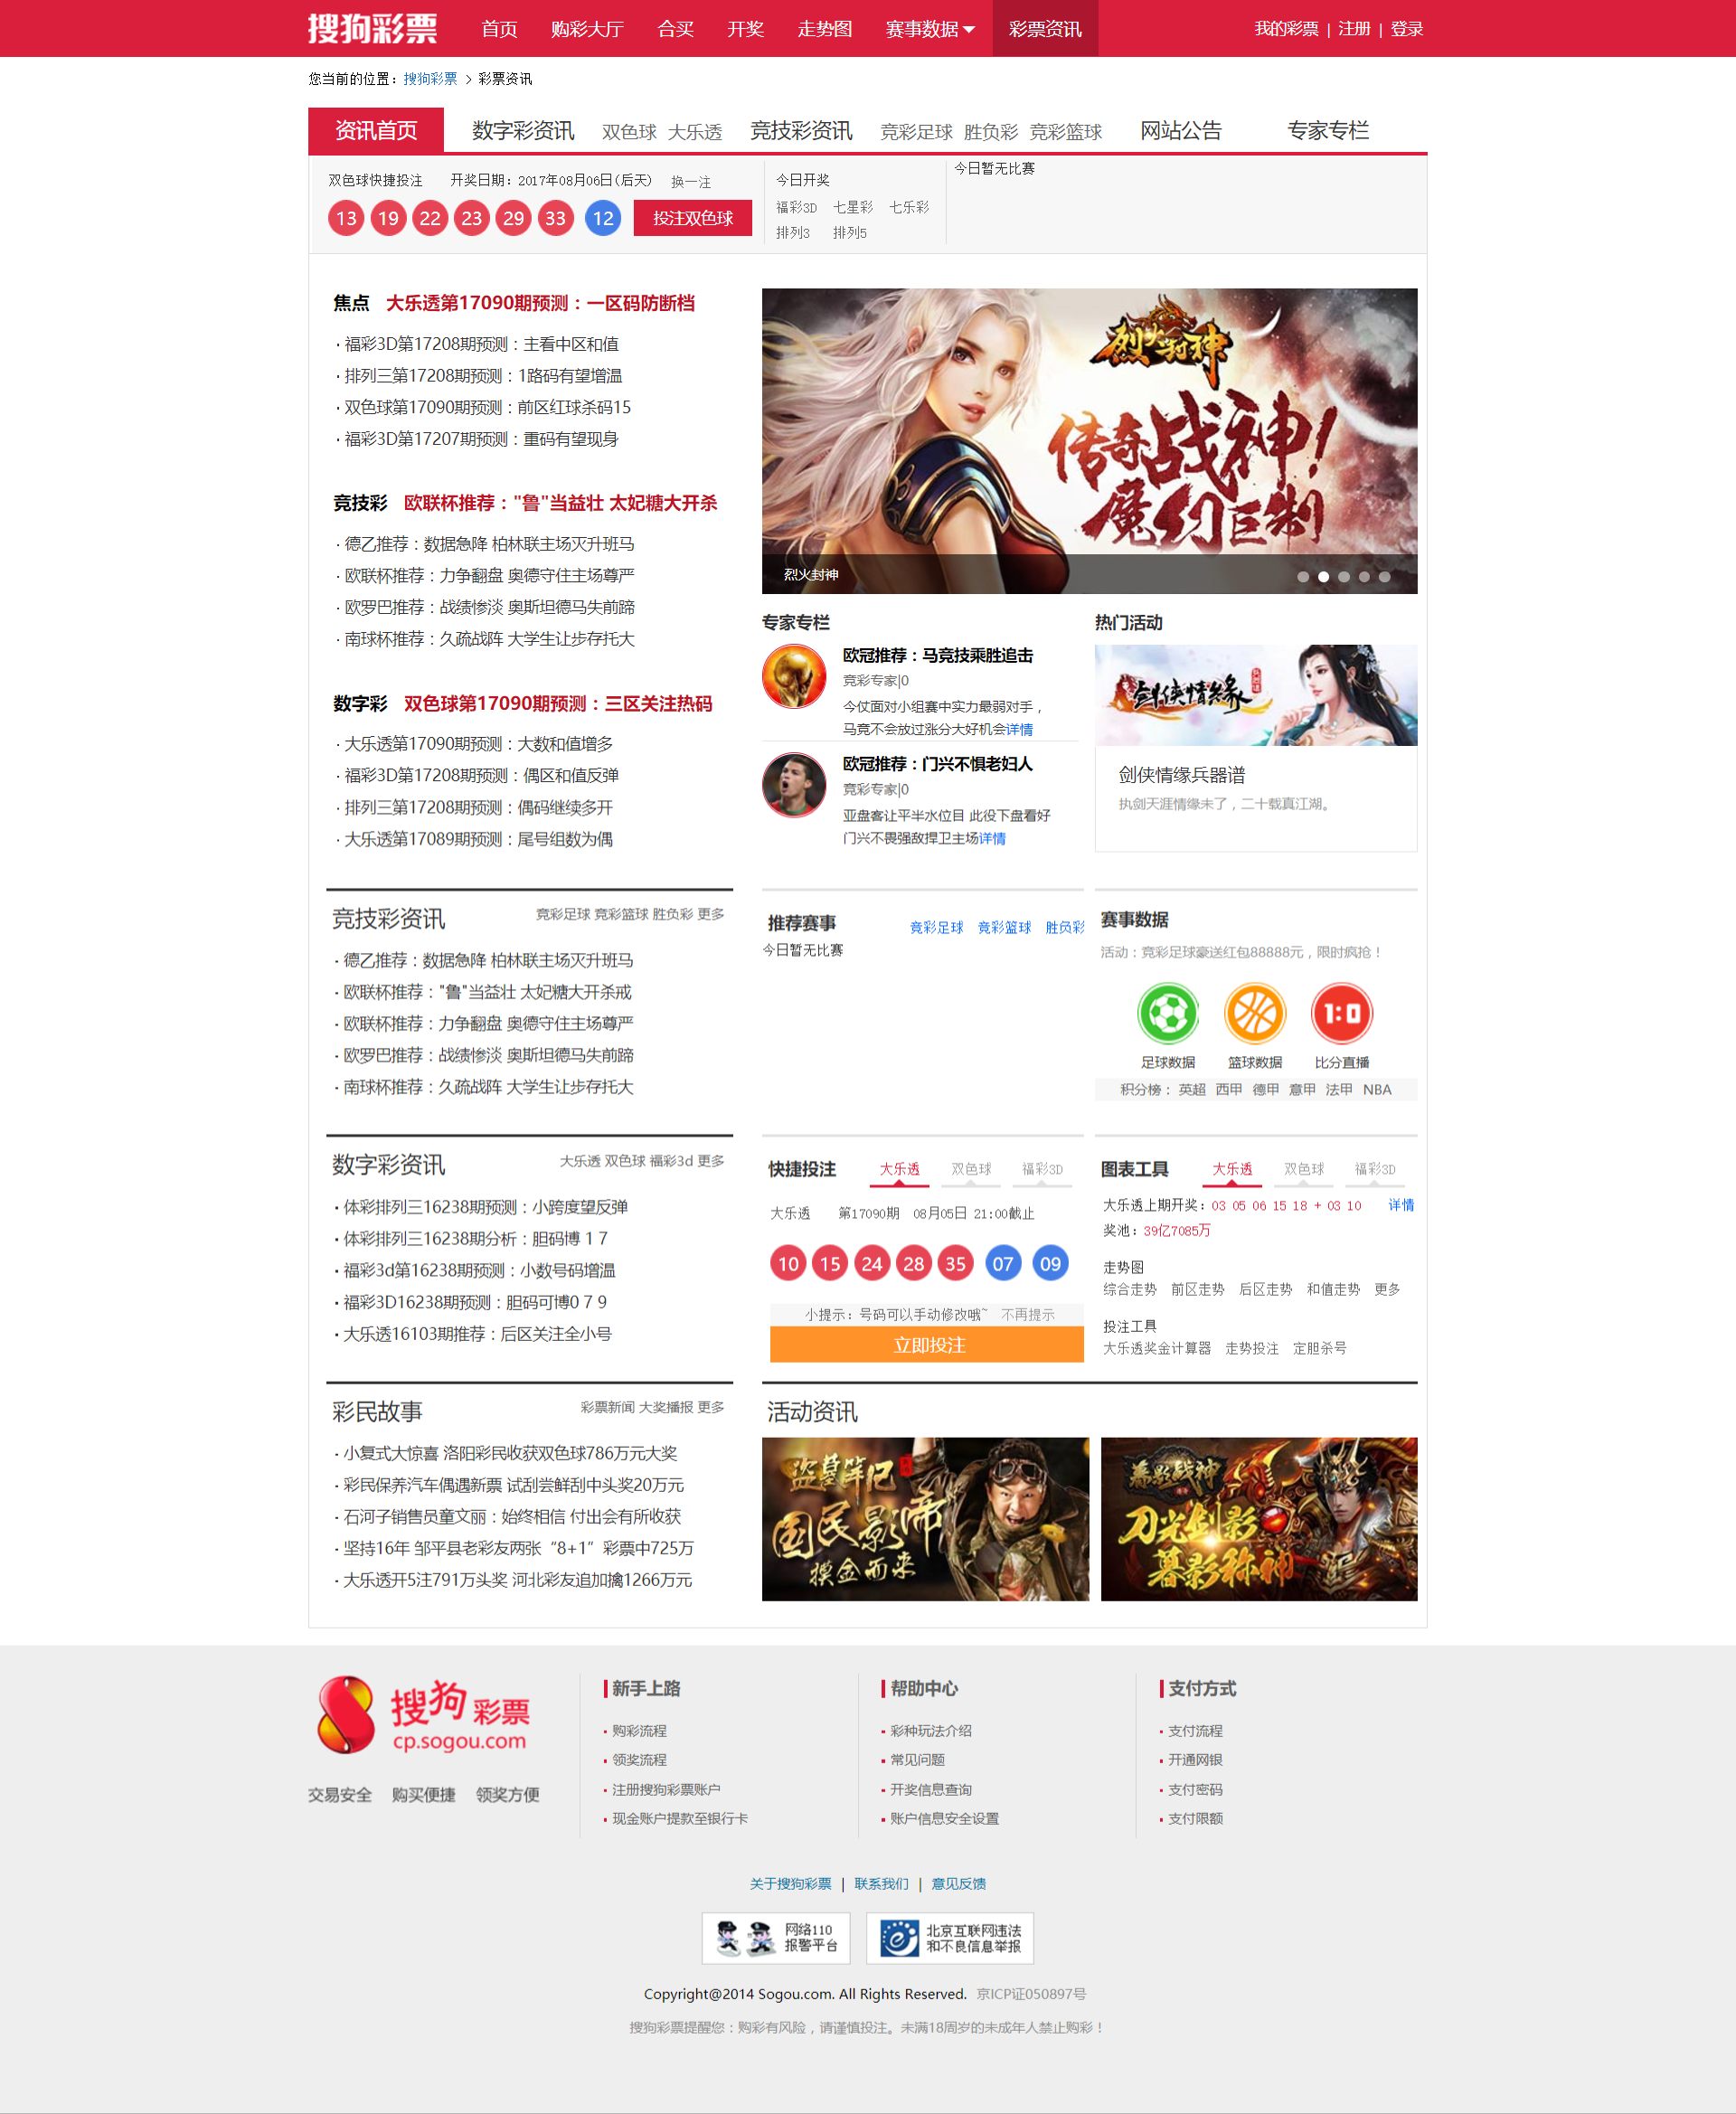 搜狗彩票 首页 购彩大厅 合买 开奖 走势图 赛事数据 彩票资讯 我的彩票 | 注册 | 登录
您当前的位置：搜狗彩票 > 彩票资讯
资讯首页 数字彩资讯 双色球 大乐透 竞技彩资讯 竞彩足球 胜负彩 竞彩篮球 网站公告 专家专栏
双色球快捷投注 开奖日期：2017年08月06日(后天) 换一注
13 19 22 23 29 33 12 投注双色球
今日开奖
福彩3D 七星彩 七乐彩
排列3 排列5
今日暂无比赛
焦点 大乐透第17090期预测：一区码防断档
· 福彩3D第17208期预测：主看中区和值
· 排列三第17208期预测：1路码有望增温
· 双色球第17090期预测：前区红球杀码15
· 福彩3D第17207期预测：重码有望现身
竞技彩 欧联杯推荐："鲁"当益壮 太妃糖大开杀
· 德乙推荐：数据急降 柏林联主场灭升班马
· 欧联杯推荐：力争翻盘 奥德守住主场尊严
· 欧罗巴推荐：战绩惨淡 奥斯坦德马失前蹄
· 南球杯推荐：久疏战阵 大学生让步存托大
数字彩 双色球第17090期预测：三区关注热码
· 大乐透第17090期预测：大数和值增多
· 福彩3D第17208期预测：偶区和值反弹
· 排列三第17208期预测：偶码继续多开
· 大乐透第17089期预测：尾号组数为偶
烈火封神
传奇战神!
魔幻巨制
烈火封神
专家专栏
欧冠推荐：马竞技乘胜追击
竞彩专家|0
今仗面对小组赛中实力最弱对手，
马竞不会放过涨分大好机会详情
欧冠推荐：门兴不惧老妇人
竞彩专家|0
亚盘客让平半水位目 此役下盘看好
门兴不畏强敌捍卫主场详情
热门活动
剑侠情缘
兵器谱
剑侠情缘兵器谱
执剑天涯情缘未了，二十载真江湖。
竞技彩资讯 竞彩足球 竞彩篮球 胜负彩 更多
· 德乙推荐：数据急降 柏林联主场灭升班马
· 欧联杯推荐："鲁"当益壮 太妃糖大开杀戒
· 欧联杯推荐：力争翻盘 奥德守住主场尊严
· 欧罗巴推荐：战绩惨淡 奥斯坦德马失前蹄
· 南球杯推荐：久疏战阵 大学生让步存托大
推荐赛事 竞彩足球 竞彩篮球 胜负彩
今日暂无比赛
赛事数据
活动：竞彩足球豪送红包88888元，限时疯抢！
1:0
足球数据 篮球数据 比分直播
积分榜： 英超 西甲 德甲 意甲 法甲 NBA
数字彩资讯 大乐透 双色球 福彩3d 更多
· 体彩排列三16238期预测：小跨度望反弹
· 体彩排列三16238期分析：胆码博 1 7
· 福彩3d第16238期预测：小数号码增温
· 福彩3D16238期预测：胆码可博0 7 9
· 大乐透16103期推荐：后区关注全小号
快捷投注 大乐透 双色球 福彩3D
大乐透 第17090期 08月05日 21:00截止
10 15 24 28 35 07 09
小提示：号码可以手动修改哦~ 不再提示
立即投注
图表工具 大乐透 双色球 福彩3D
大乐透上期开奖：03 05 06 15 18 + 03 10 详情
奖池：39亿7085万
走势图
综合走势 前区走势 后区走势 和值走势 更多
投注工具
大乐透奖金计算器 走势投注 定胆杀号
彩民故事 彩票新闻 大奖播报 更多
· 小复式大惊喜 洛阳彩民收获双色球786万元大奖
· 彩民保养汽车偶遇新票 试刮尝鲜刮中头奖20万元
· 石河子销售员童文丽：始终相信 付出会有所收获
· 坚持16年 邹平县老彩友两张“8+1”彩票中725万
· 大乐透开5注791万头奖 河北彩友追加擒1266万元
活动资讯
盗墓笔记
国民影帝
摸金而来
暮影战神
刀光剑影
暮影称神
搜狗彩票
cp.sogou.com
交易安全 购买便捷 领奖方便
新手上路
购彩流程
领奖流程
注册搜狗彩票账户
现金账户提款至银行卡
帮助中心
彩种玩法介绍
常见问题
开奖信息查询
账户信息安全设置
支付方式
支付流程
开通网银
支付密码
支付限额
关于搜狗彩票 | 联系我们 | 意见反馈
网络110
报警平台
北京互联网违法
和不良信息举报
Copyright@2014 Sogou.com. All Rights Reserved. 京ICP证050897号
搜狗彩票提醒您：购彩有风险，请谨慎投注。未满18周岁的未成年人禁止购彩！